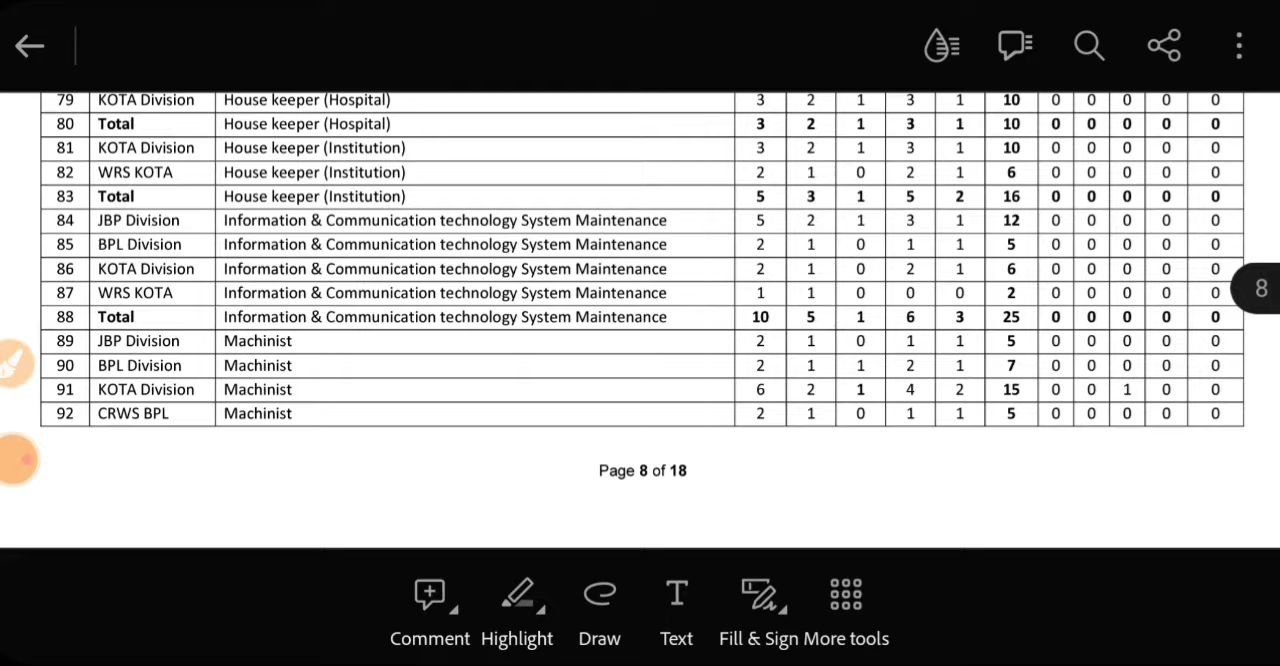 79 KOTA Division House keeper (Hospital) 3 2 1 3 1 10 0 0 0 0 0
80 Total House keeper (Hospital) 3 2 1 3 1 10 0 0 0 0 0
81 KOTA Division House keeper (Institution) 3 2 1 3 1 10 0 0 0 0 0
82 WRS KOTA House keeper (Institution) 2 1 0 2 1 6 0 0 0 0 0
83 Total House keeper (Institution) 5 3 1 5 2 16 0 0 0 0 0
84 JBP Division Information & Communication technology System Maintenance 5 2 1 3 1 12 0 0 0 0 0
85 BPL Division Information & Communication technology System Maintenance 2 1 0 1 1 5 0 0 0 0 0
86 KOTA Division Information & Communication technology System Maintenance 2 1 0 2 1 6 0 0 0 0 0
87 WRS KOTA Information & Communication technology System Maintenance 1 1 0 0 0 2 0 0 0 0 0
8
88 Total Information & Communication technology System Maintenance 10 5 1 6 3 25 0 0 0 0 0
89 JBP Division Machinist 2 1 0 1 1 5 0 0 0 0 0
90 BPL Division Machinist 2 1 1 2 1 7 0 0 0 0 0
91 KOTA Division Machinist 6 2 1 4 2 15 0 0 1 0 0
92 CRWS BPL Machinist 2 1 0 1 1 5 0 0 0 0 0
Page 8 of 18
Comment Highlight Draw Text Fill & Sign More tools